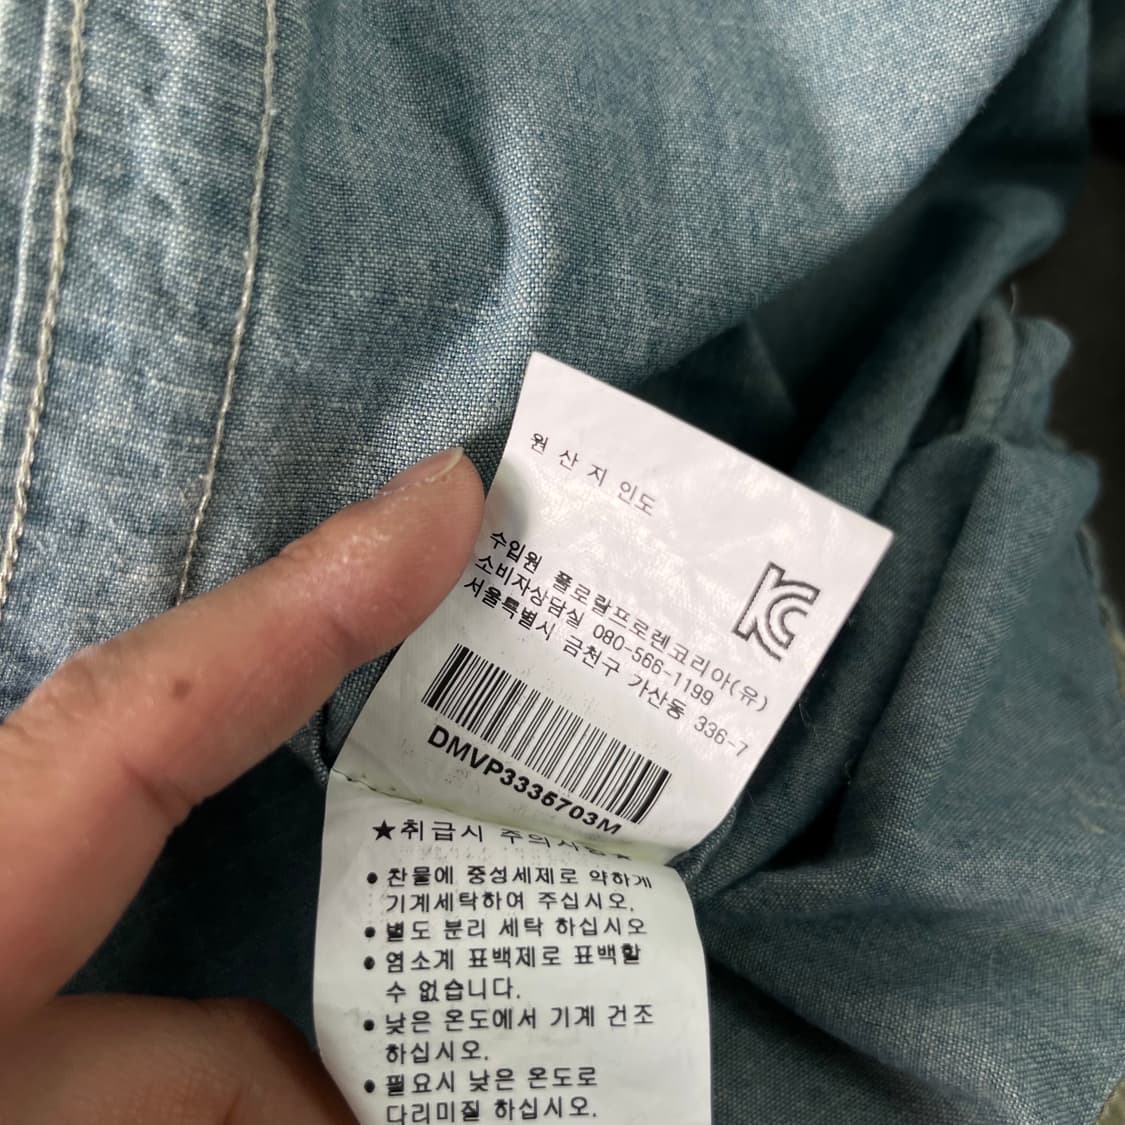 원 산 지 인도
수입원 폴로랄프로렌코리아(유)
소비자상담실 080-566-1199
서울특별시 금천구 가산동 336-7
DMVP3335703M
★취급시 주의사항★
● 찬물에 중성세제로 약하게
기계세탁하여 주십시오.
● 별도 분리 세탁 하십시오
● 염소계 표백제로 표백할
수 없습니다.
● 낮은 온도에서 기계 건조
하십시오.
● 필요시 낮은 온도로
다리미질 하십시오.